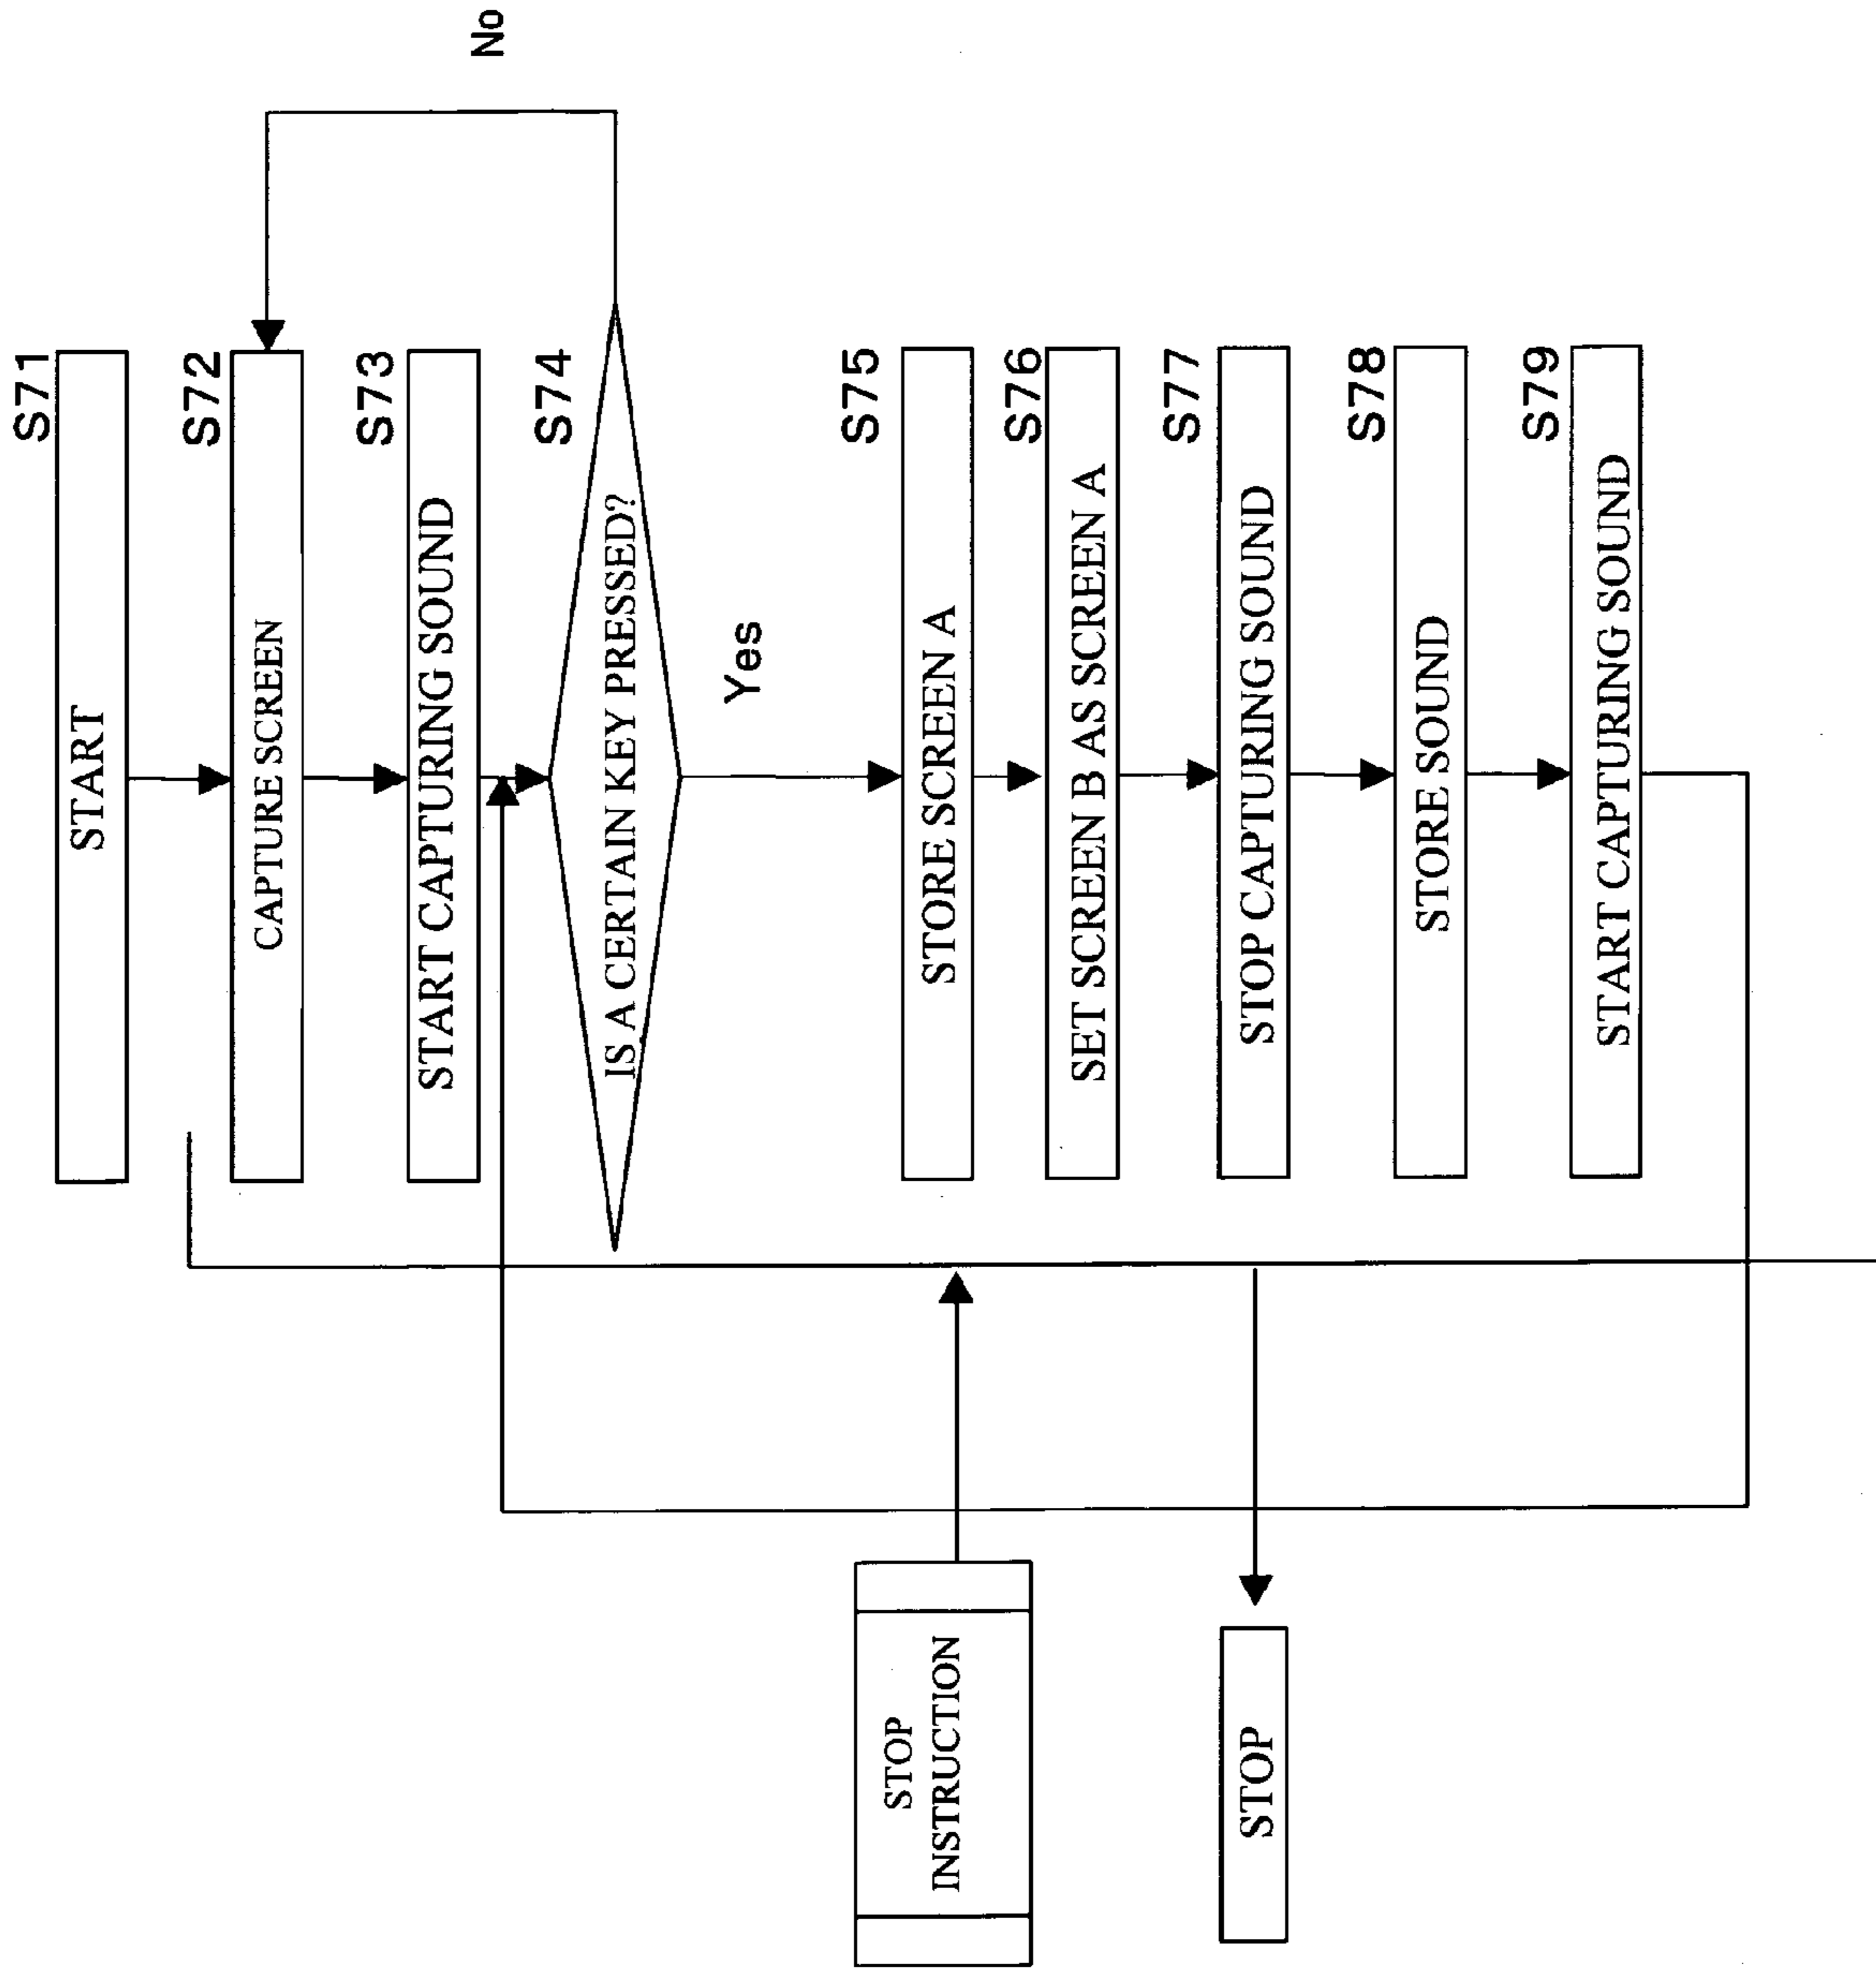 S71
START
S72
CAPTURE SCREEN
S73
START CAPTURING SOUND
S74
IS A CERTAIN KEY PRESSED?
No
Yes
S75
STORE SCREEN A
S76
SET SCREEN B AS SCREEN A
S77
STOP CAPTURING SOUND
S78
STORE SOUND
S79
START CAPTURING SOUND
STOP
INSTRUCTION
STOP